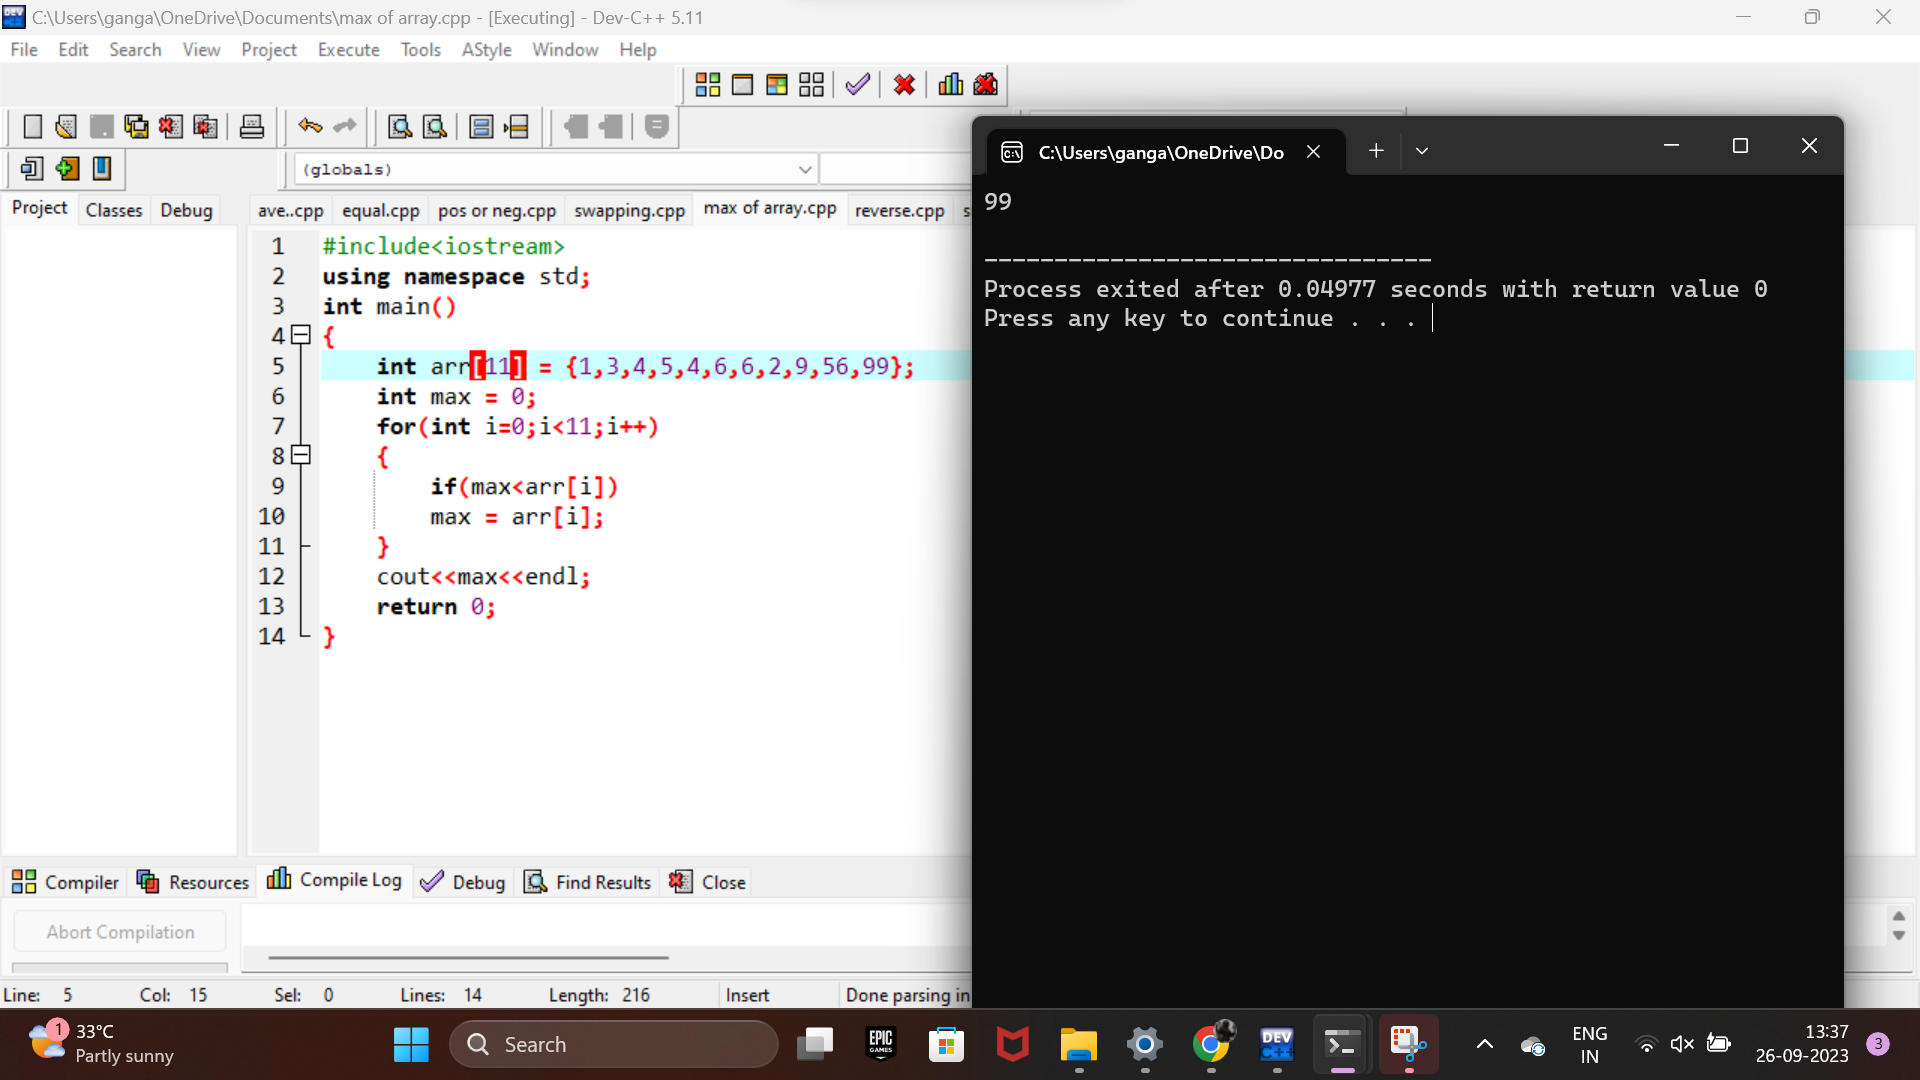 C:\Users\ganga\OneDrive\Documents\max of array.cpp - [Executing] - Dev-C++ 5.11
File Edit Search View Project Execute Tools AStyle Window Help
(globals)
Project Classes Debug
ave..cpp equal.cpp pos or neg.cpp swapping.cpp max of array.cpp reverse.cpp s
1 #include<iostream>
2 using namespace std;
3 int main()
4 {
5 int arr[11] = {1,3,4,5,4,6,6,2,9,56,99};
6 int max = 0;
7 for(int i=0;i<11;i++)
8 {
9 if(max<arr[i])
10 max = arr[i];
11 }
12 cout<<max<<endl;
13 return 0;
14 }
C:\Users\ganga\OneDrive\Do
99
--------------------------------
Process exited after 0.04977 seconds with return value 0
Press any key to continue . . .
Compiler Resources Compile Log Debug Find Results Close
Abort Compilation
Line: 5 Col: 15 Sel: 0 Lines: 14 Length: 216 Insert Done parsing in
1
33°C
Partly sunny
Search
EPIC GAMES
DEV C++
ENG
IN
13:37
26-09-2023
3